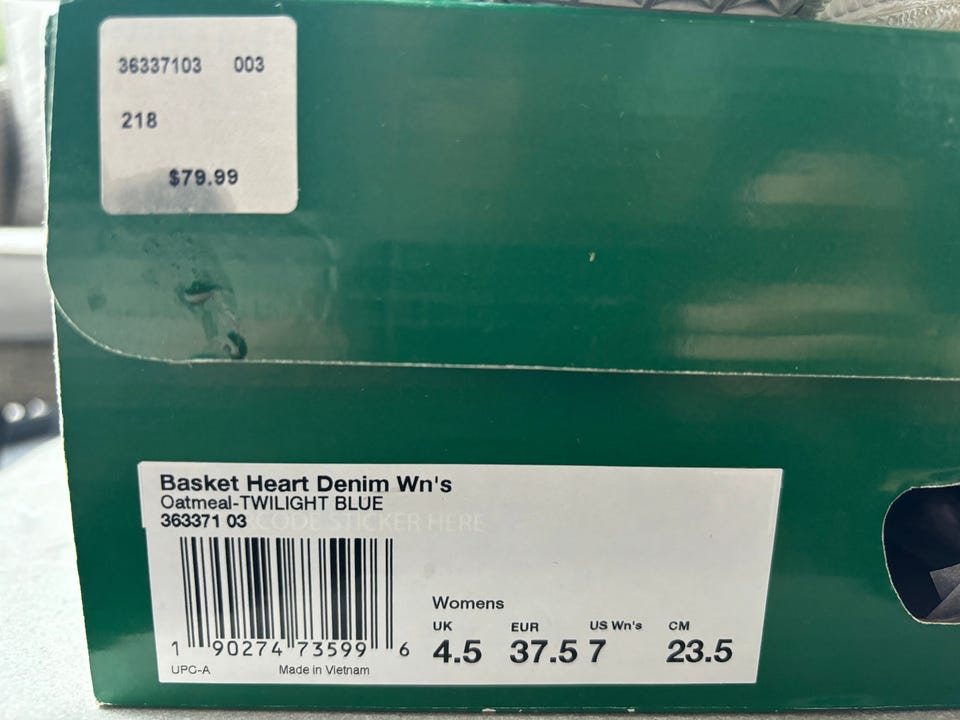 36337103 003
218
$79.99
Basket Heart Denim Wn's
Oatmeal-TWILIGHT BLUE
363371 03
CODE STICKER HERE
1 90274 73599 6
UPC-A Made in Vietnam
Womens
UK EUR US Wn's CM
4.5 37.5 7 23.5